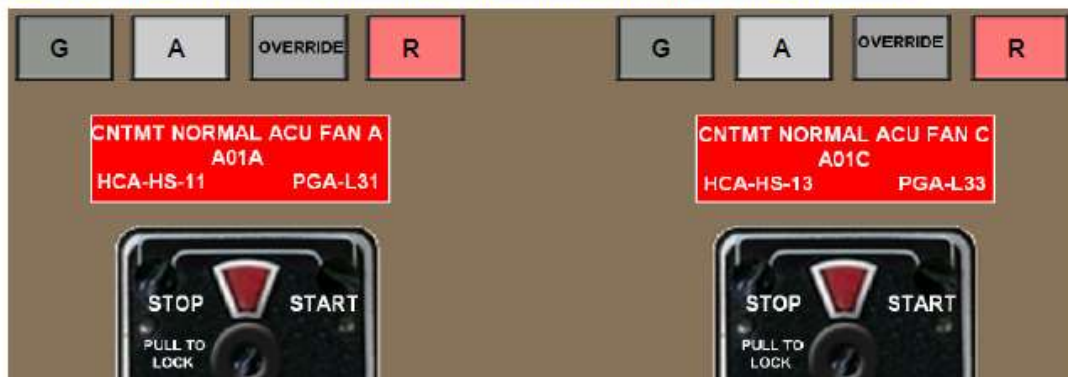 G A OVERRIDE R
G A OVERRIDE R
CNTMT NORMAL ACU FAN A
A01A
HCA-HS-11 PGA-L31
CNTMT NORMAL ACU FAN C
A01C
HCA-HS-13 PGA-L33
STOP START
PULL TO
LOCK
STOP START
PULL TO
LOCK